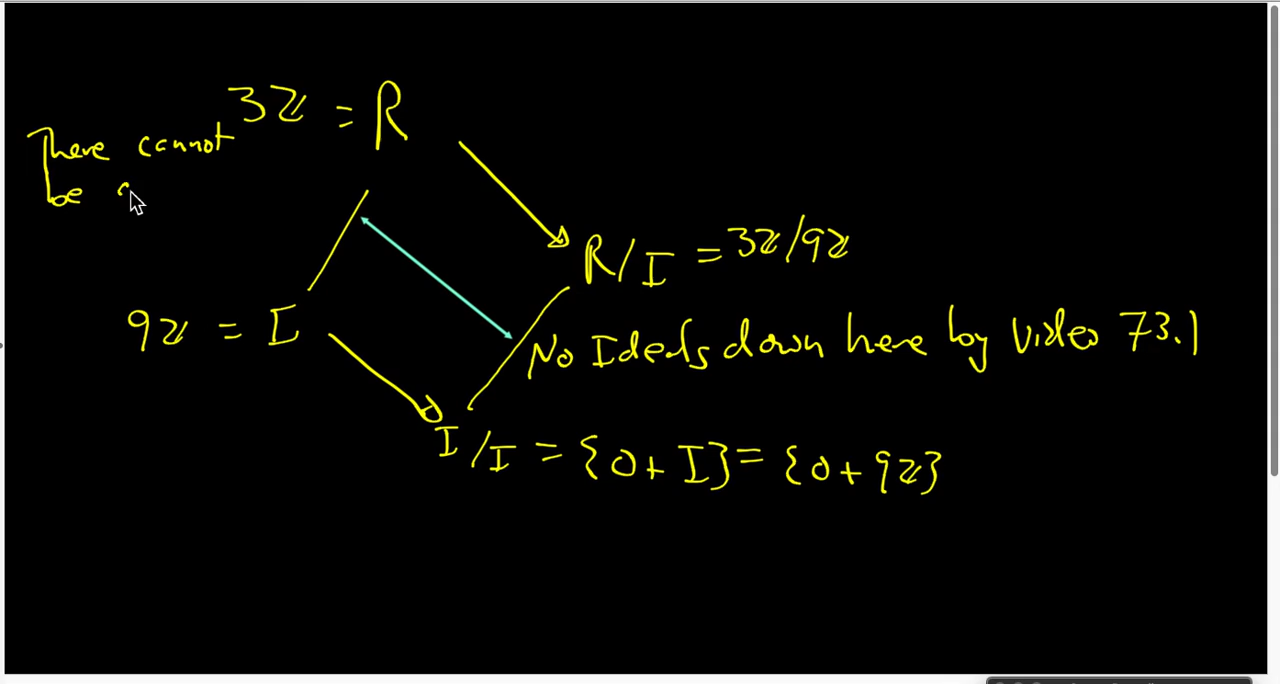 3ℤ = R
There cannot
be
R/I = 3ℤ/9ℤ
9ℤ = I
No Ideals down here by video 73.1
I/I = {0+I} = {0+9ℤ}